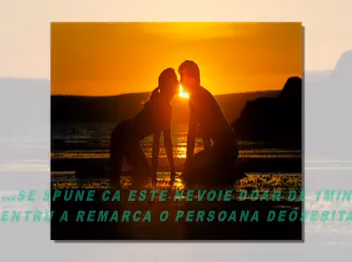 ...SE SPUNE CA ESTE NEVOIE DOAR DE 1MIN
ENTRU A REMARCA O PERSOANA DEOSEBITA